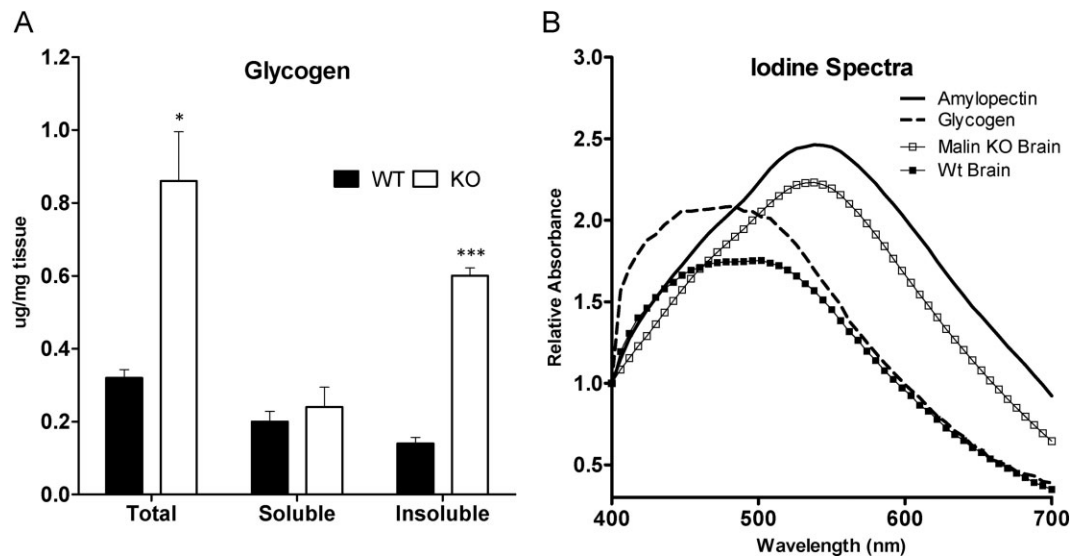 A
Glycogen
1.2
1.0
0.8
0.6
0.4
0.2
0.0
ug/mg tissue
*
WT KO
***
Total Soluble Insoluble
B
Iodine Spectra
3.0
2.5
2.0
1.5
1.0
0.5
Relative Absorbance
Amylopectin
Glycogen
Malin KO Brain
Wt Brain
400 500 600 700
Wavelength (nm)